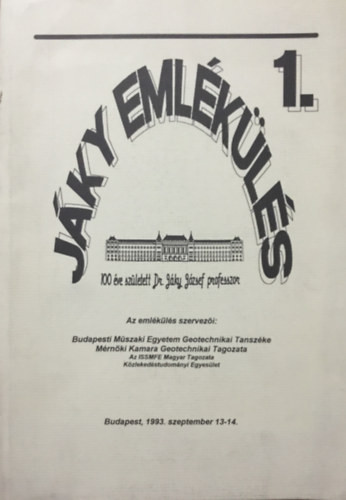 1.
JÁKY EMLÉKÜLÉS
100 éve született Dr. Jáky József professzor
Az emlékülés szervezői:
Budapesti Műszaki Egyetem Geotechnikai Tanszéke
Mérnöki Kamara Geotechnikai Tagozata
Az ISSMFE Magyar Tagozata
Közlekedéstudományi Egyesület
Budapest, 1993. szeptember 13-14.